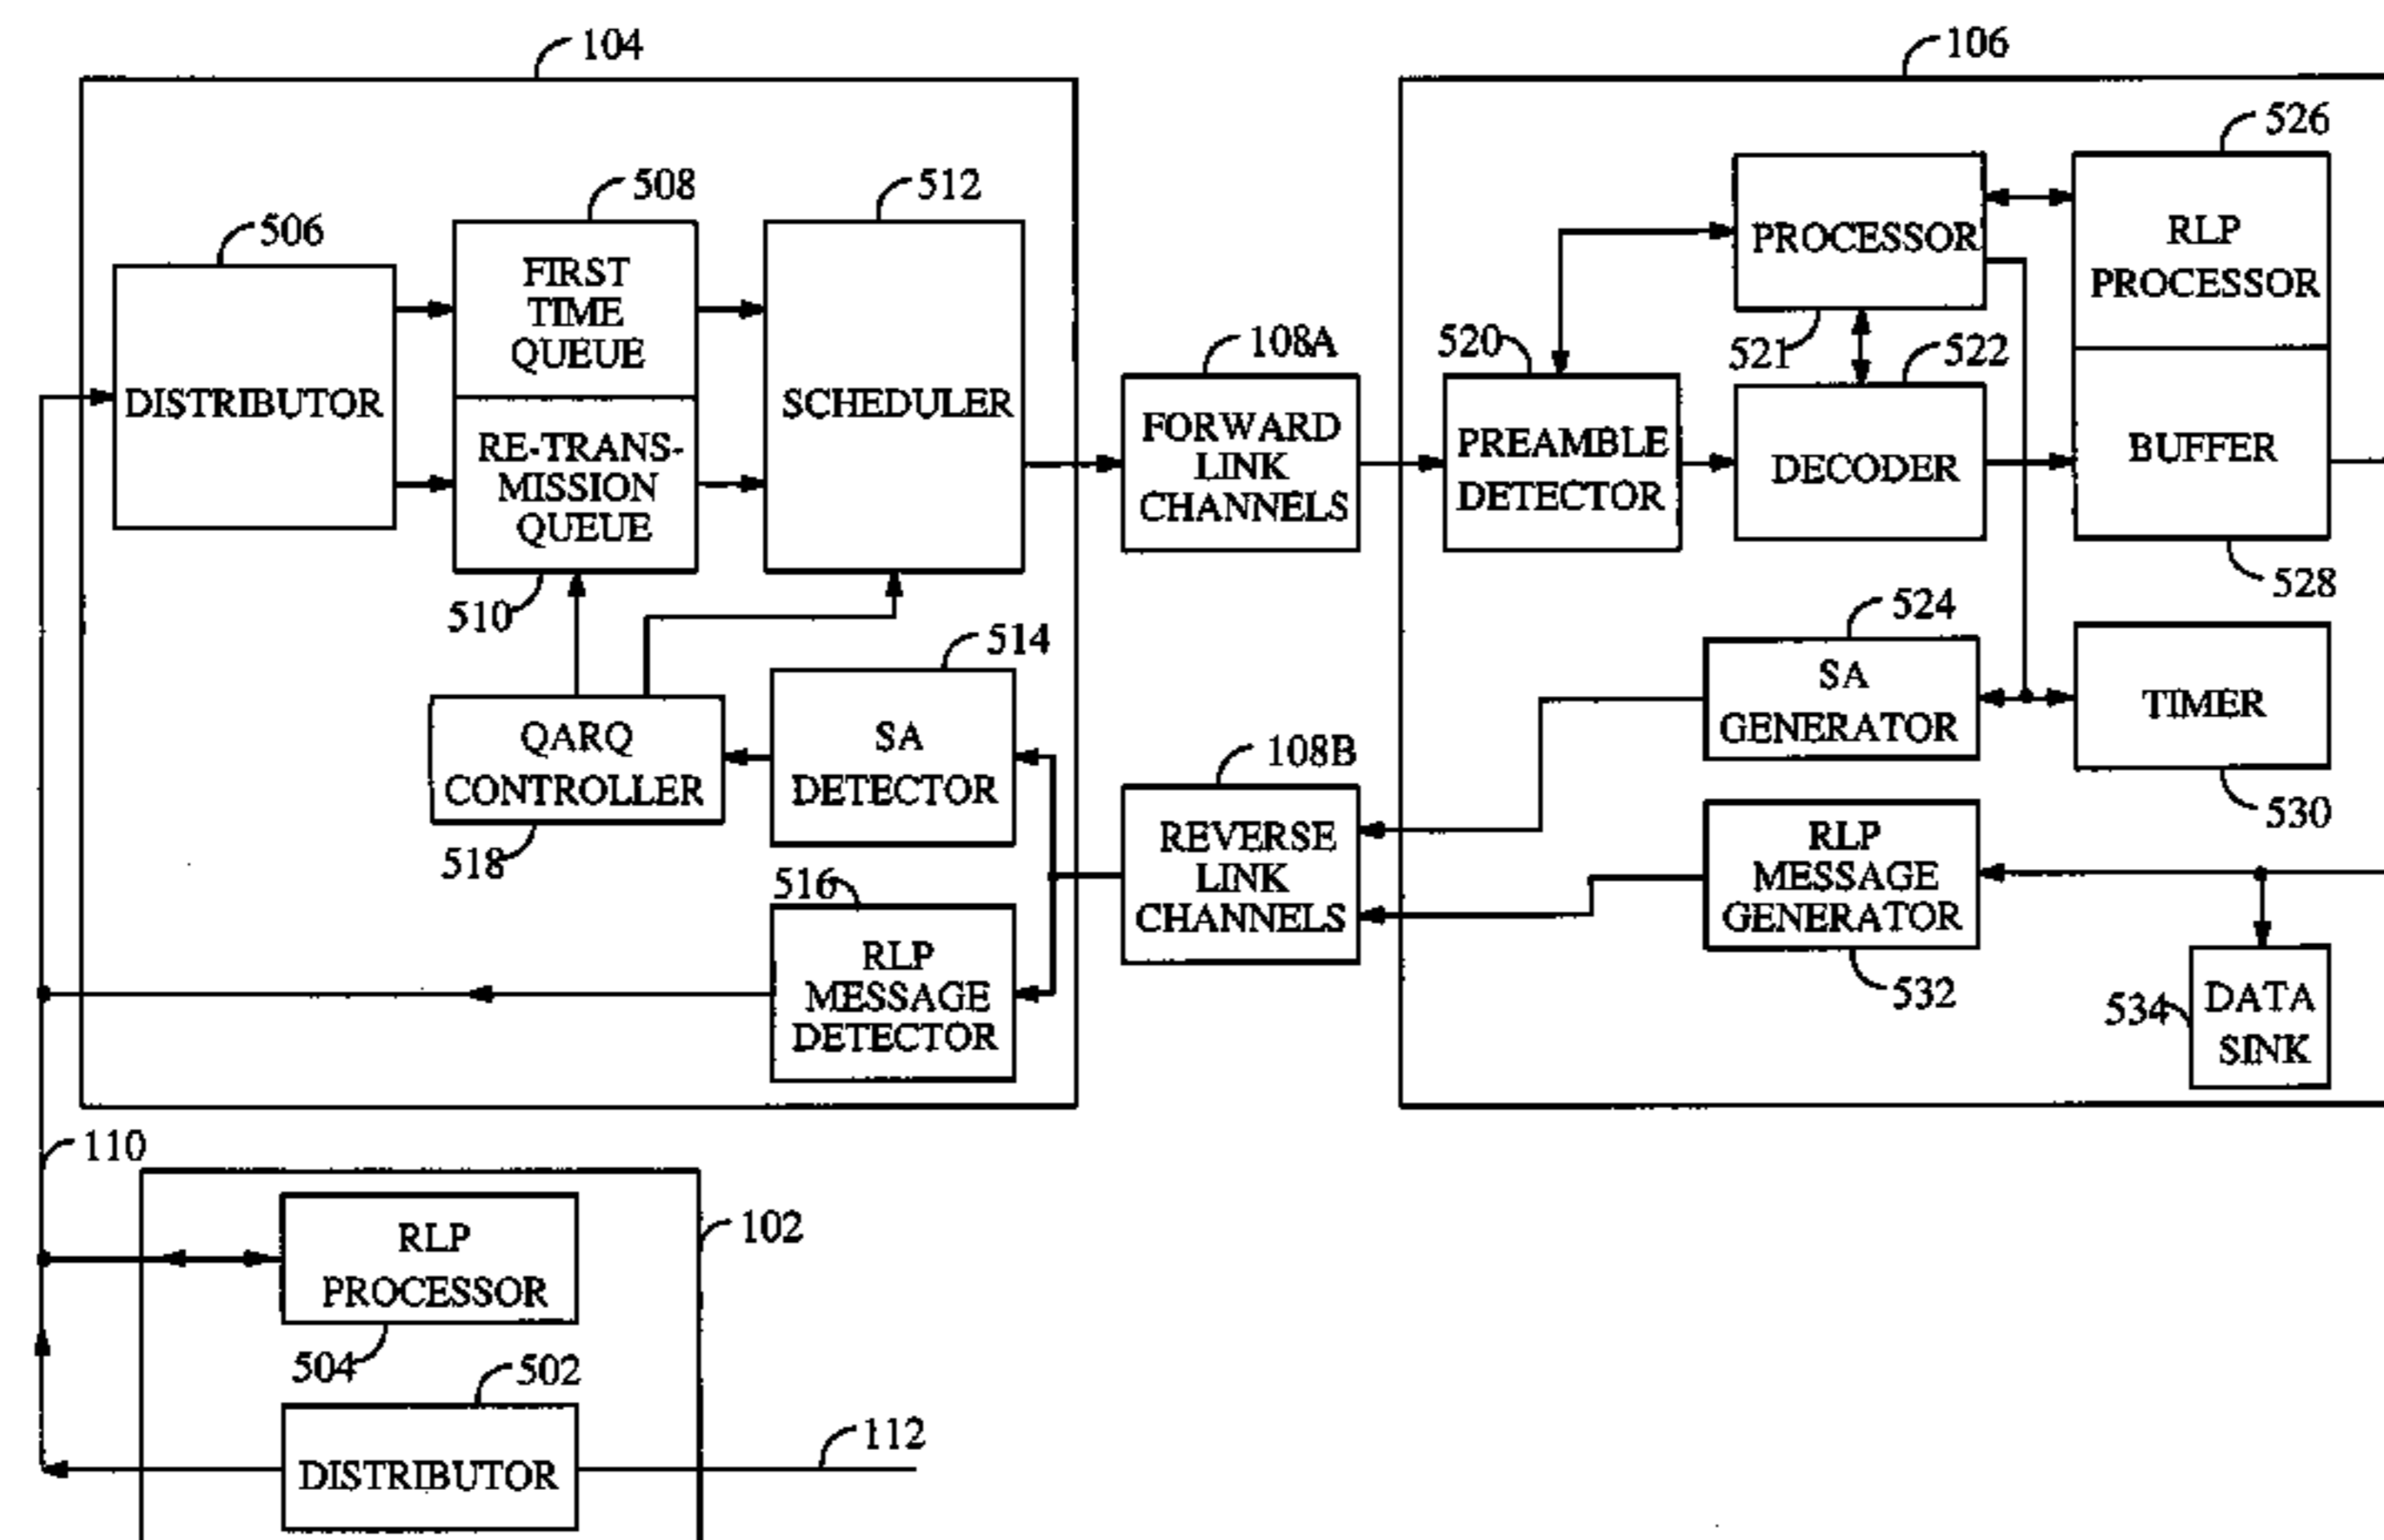 104
106
526
508
512
506
PROCESSOR
RLP
PROCESSOR
FIRST
TIME
QUEUE
108A
520
521
522
DISTRIBUTOR
SCHEDULER
FORWARD
LINK
CHANNELS
PREAMBLE
DETECTOR
DECODER
BUFFER
RE-TRANS-
MISSION
QUEUE
510
528
524
514
SA
GENERATOR
TIMER
QARQ
CONTROLLER
SA
DETECTOR
108B
530
518
REVERSE
LINK
CHANNELS
RLP
MESSAGE
GENERATOR
516
RLP
MESSAGE
DETECTOR
532
534
DATA
SINK
110
RLP
PROCESSOR
102
504
502
112
DISTRIBUTOR